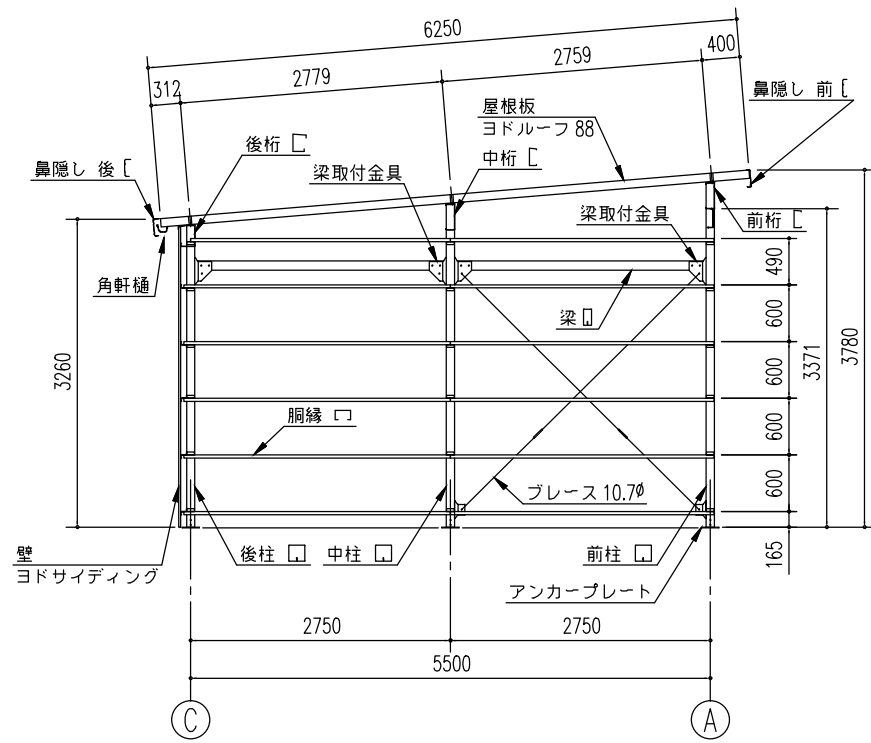 6250
312
2779
2759
400
鼻隠し 前
屋根板
ヨドルーフ 88
後桁
中桁
鼻隠し 後
梁取付金具
梁取付金具
前桁
角軒樋
梁
490
600
600
600
600
165
3260
3371
3780
胴縁
ブレース 10.7φ
壁
ヨドサイディング
後柱
中柱
前柱
アンカープレート
2750
2750
5500
C
A